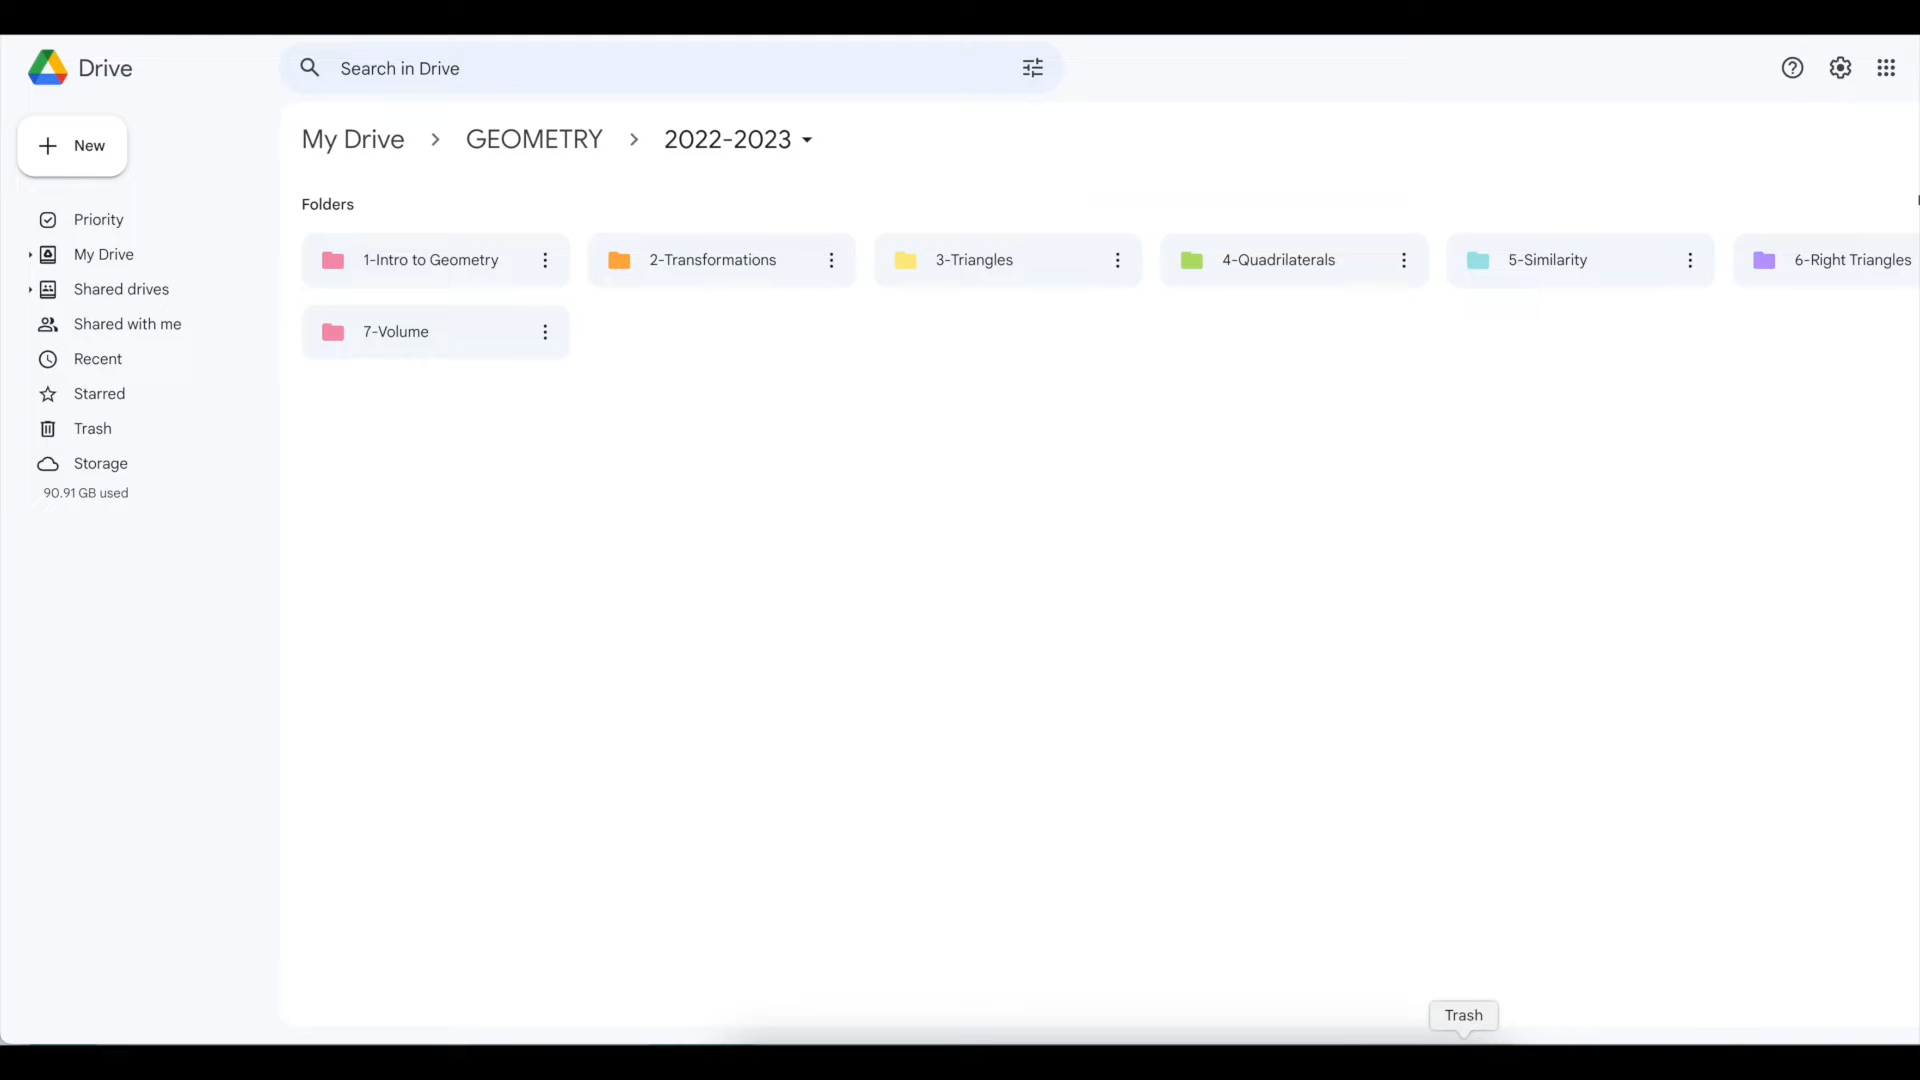 Drive
Search in Drive
New
My Drive > GEOMETRY > 2022-2023
Priority
My Drive
Shared drives
Shared with me
Recent
Starred
Trash
Storage
90.91 GB used
Folders
1-Intro to Geometry
2-Transformations
3-Triangles
4-Quadrilaterals
5-Similarity
6-Right Triangles
7-Volume
Trash